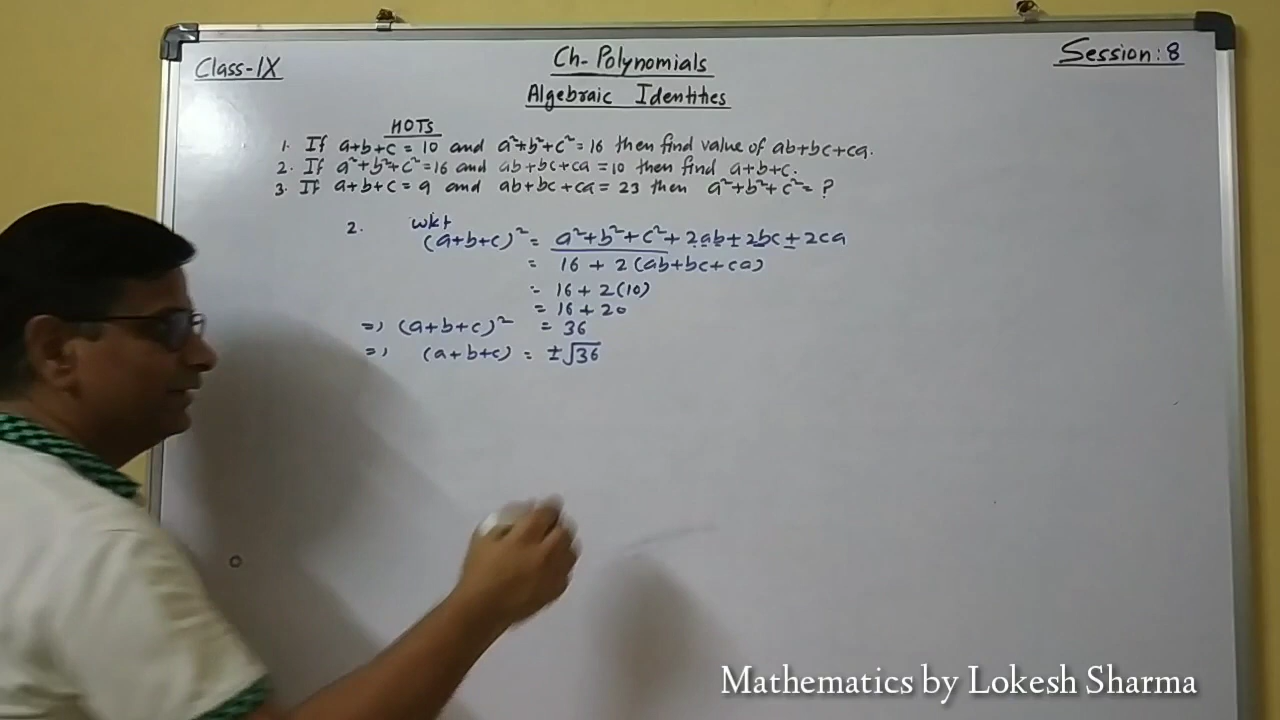 Class-IX
Ch-Polynomials
Session: 8
Algebraic Identities
HOTs
1. If a+b+c = 10 and a²+b²+c² = 16 then find value of ab+bc+ca.
2. If a²+b²+c² = 16 and ab+bc+ca = 10 then find a+b+c.
3. If a+b+c = 9 and ab+bc+ca = 23 then a²+b²+c² = ?
2. wkt
(a+b+c)² = a²+b²+c²+2ab+2bc+2ca
= 16 + 2(ab+bc+ca)
= 16 + 2(10)
= 16 + 20
=> (a+b+c)² = 36
=> (a+b+c) = ±√36
Mathematics by Lokesh Sharma